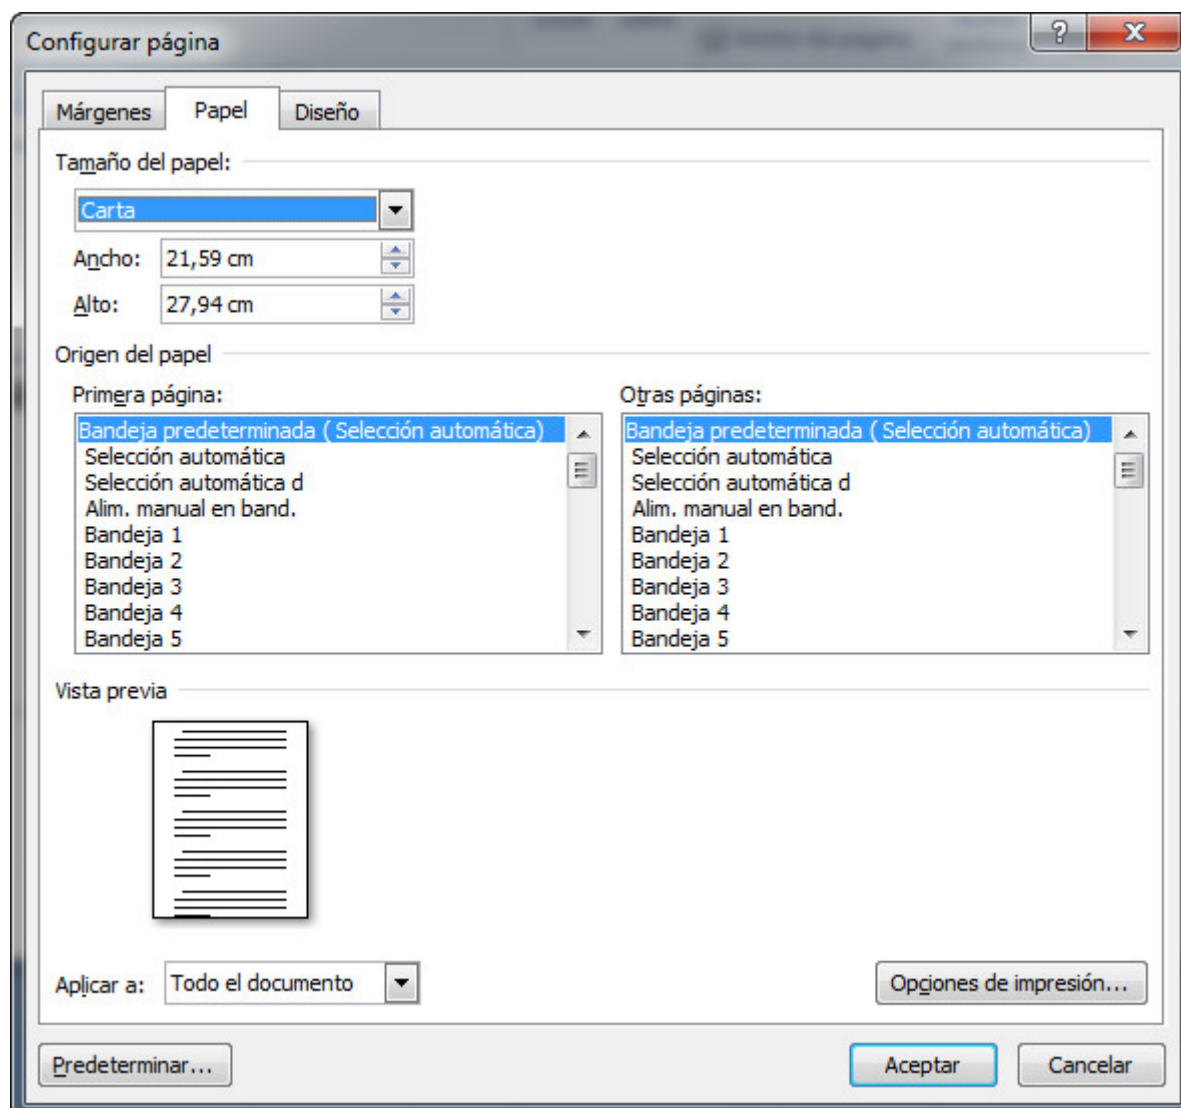 Configurar página
Márgenes Papel Diseño
Tamaño del papel:
Carta
Ancho: 21,59 cm
Alto: 27,94 cm
Origen del papel
Primera página:
Bandeja predeterminada ( Selección automática)
Selección automática
Selección automática d
Alim. manual en band.
Bandeja 1
Bandeja 2
Bandeja 3
Bandeja 4
Bandeja 5
Otras páginas:
Bandeja predeterminada ( Selección automática)
Selección automática
Selección automática d
Alim. manual en band.
Bandeja 1
Bandeja 2
Bandeja 3
Bandeja 4
Bandeja 5
Vista previa
Aplicar a: Todo el documento
Opciones de impresión...
Predeterminar...
Aceptar
Cancelar